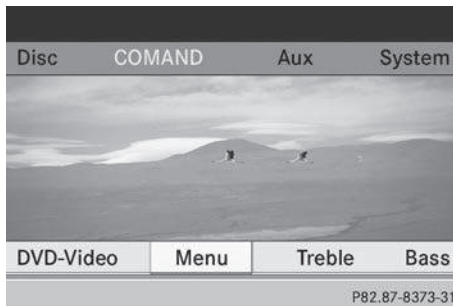 Disc COMAND Aux System
DVD-Video Menu Treble Bass
P82.87-8373-31